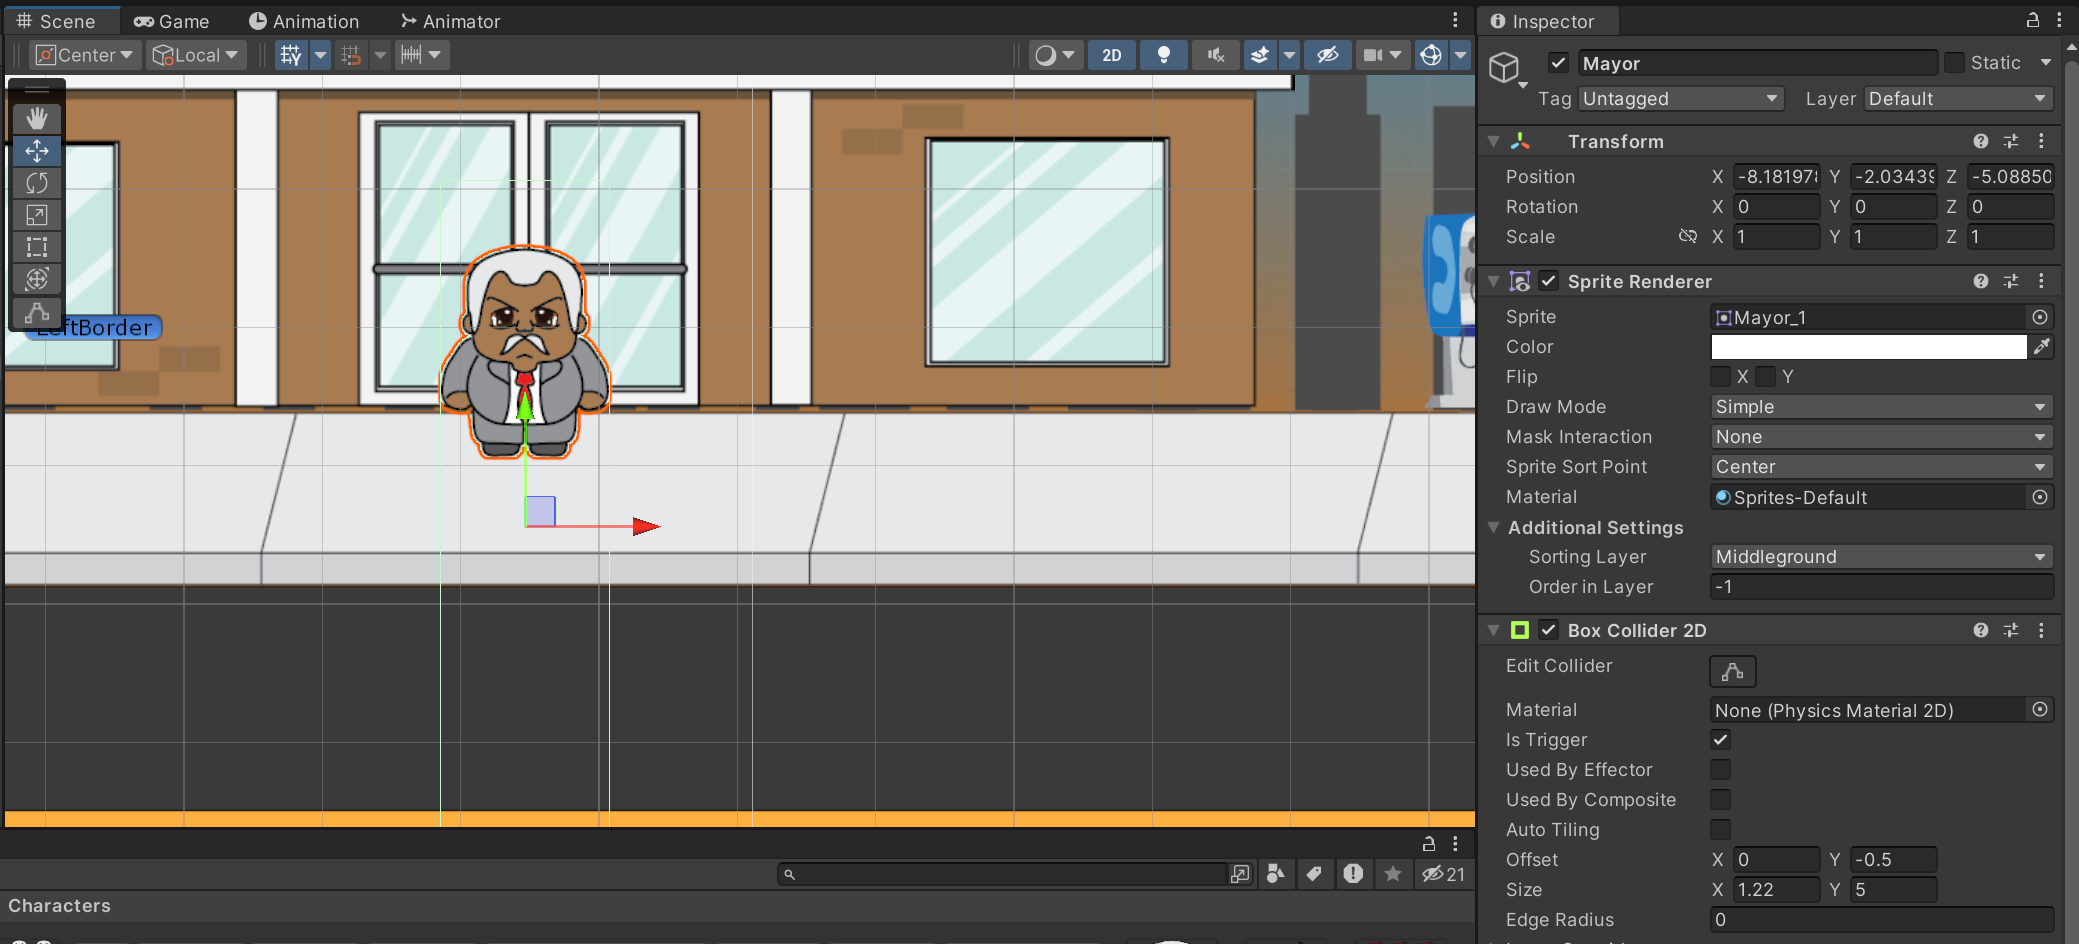 Scene Game Animation Animator
Center Local 2D
LeftBorder
21
Characters
Inspector
Mayor Static
Tag Untagged Layer Default
Transform
Position X -8.18197 Y -2.0343 Z -5.08850
Rotation X 0 Y 0 Z 0
Scale X 1 Y 1 Z 1
Sprite Renderer
Sprite Mayor_1
Color
Flip X Y
Draw Mode Simple
Mask Interaction None
Sprite Sort Point Center
Material Sprites-Default
Additional Settings
Sorting Layer Middleground
Order in Layer -1
Box Collider 2D
Edit Collider
Material None (Physics Material 2D)
Is Trigger
Used By Effector
Used By Composite
Auto Tiling
Offset X 0 Y -0.5
Size X 1.22 Y 5
Edge Radius 0